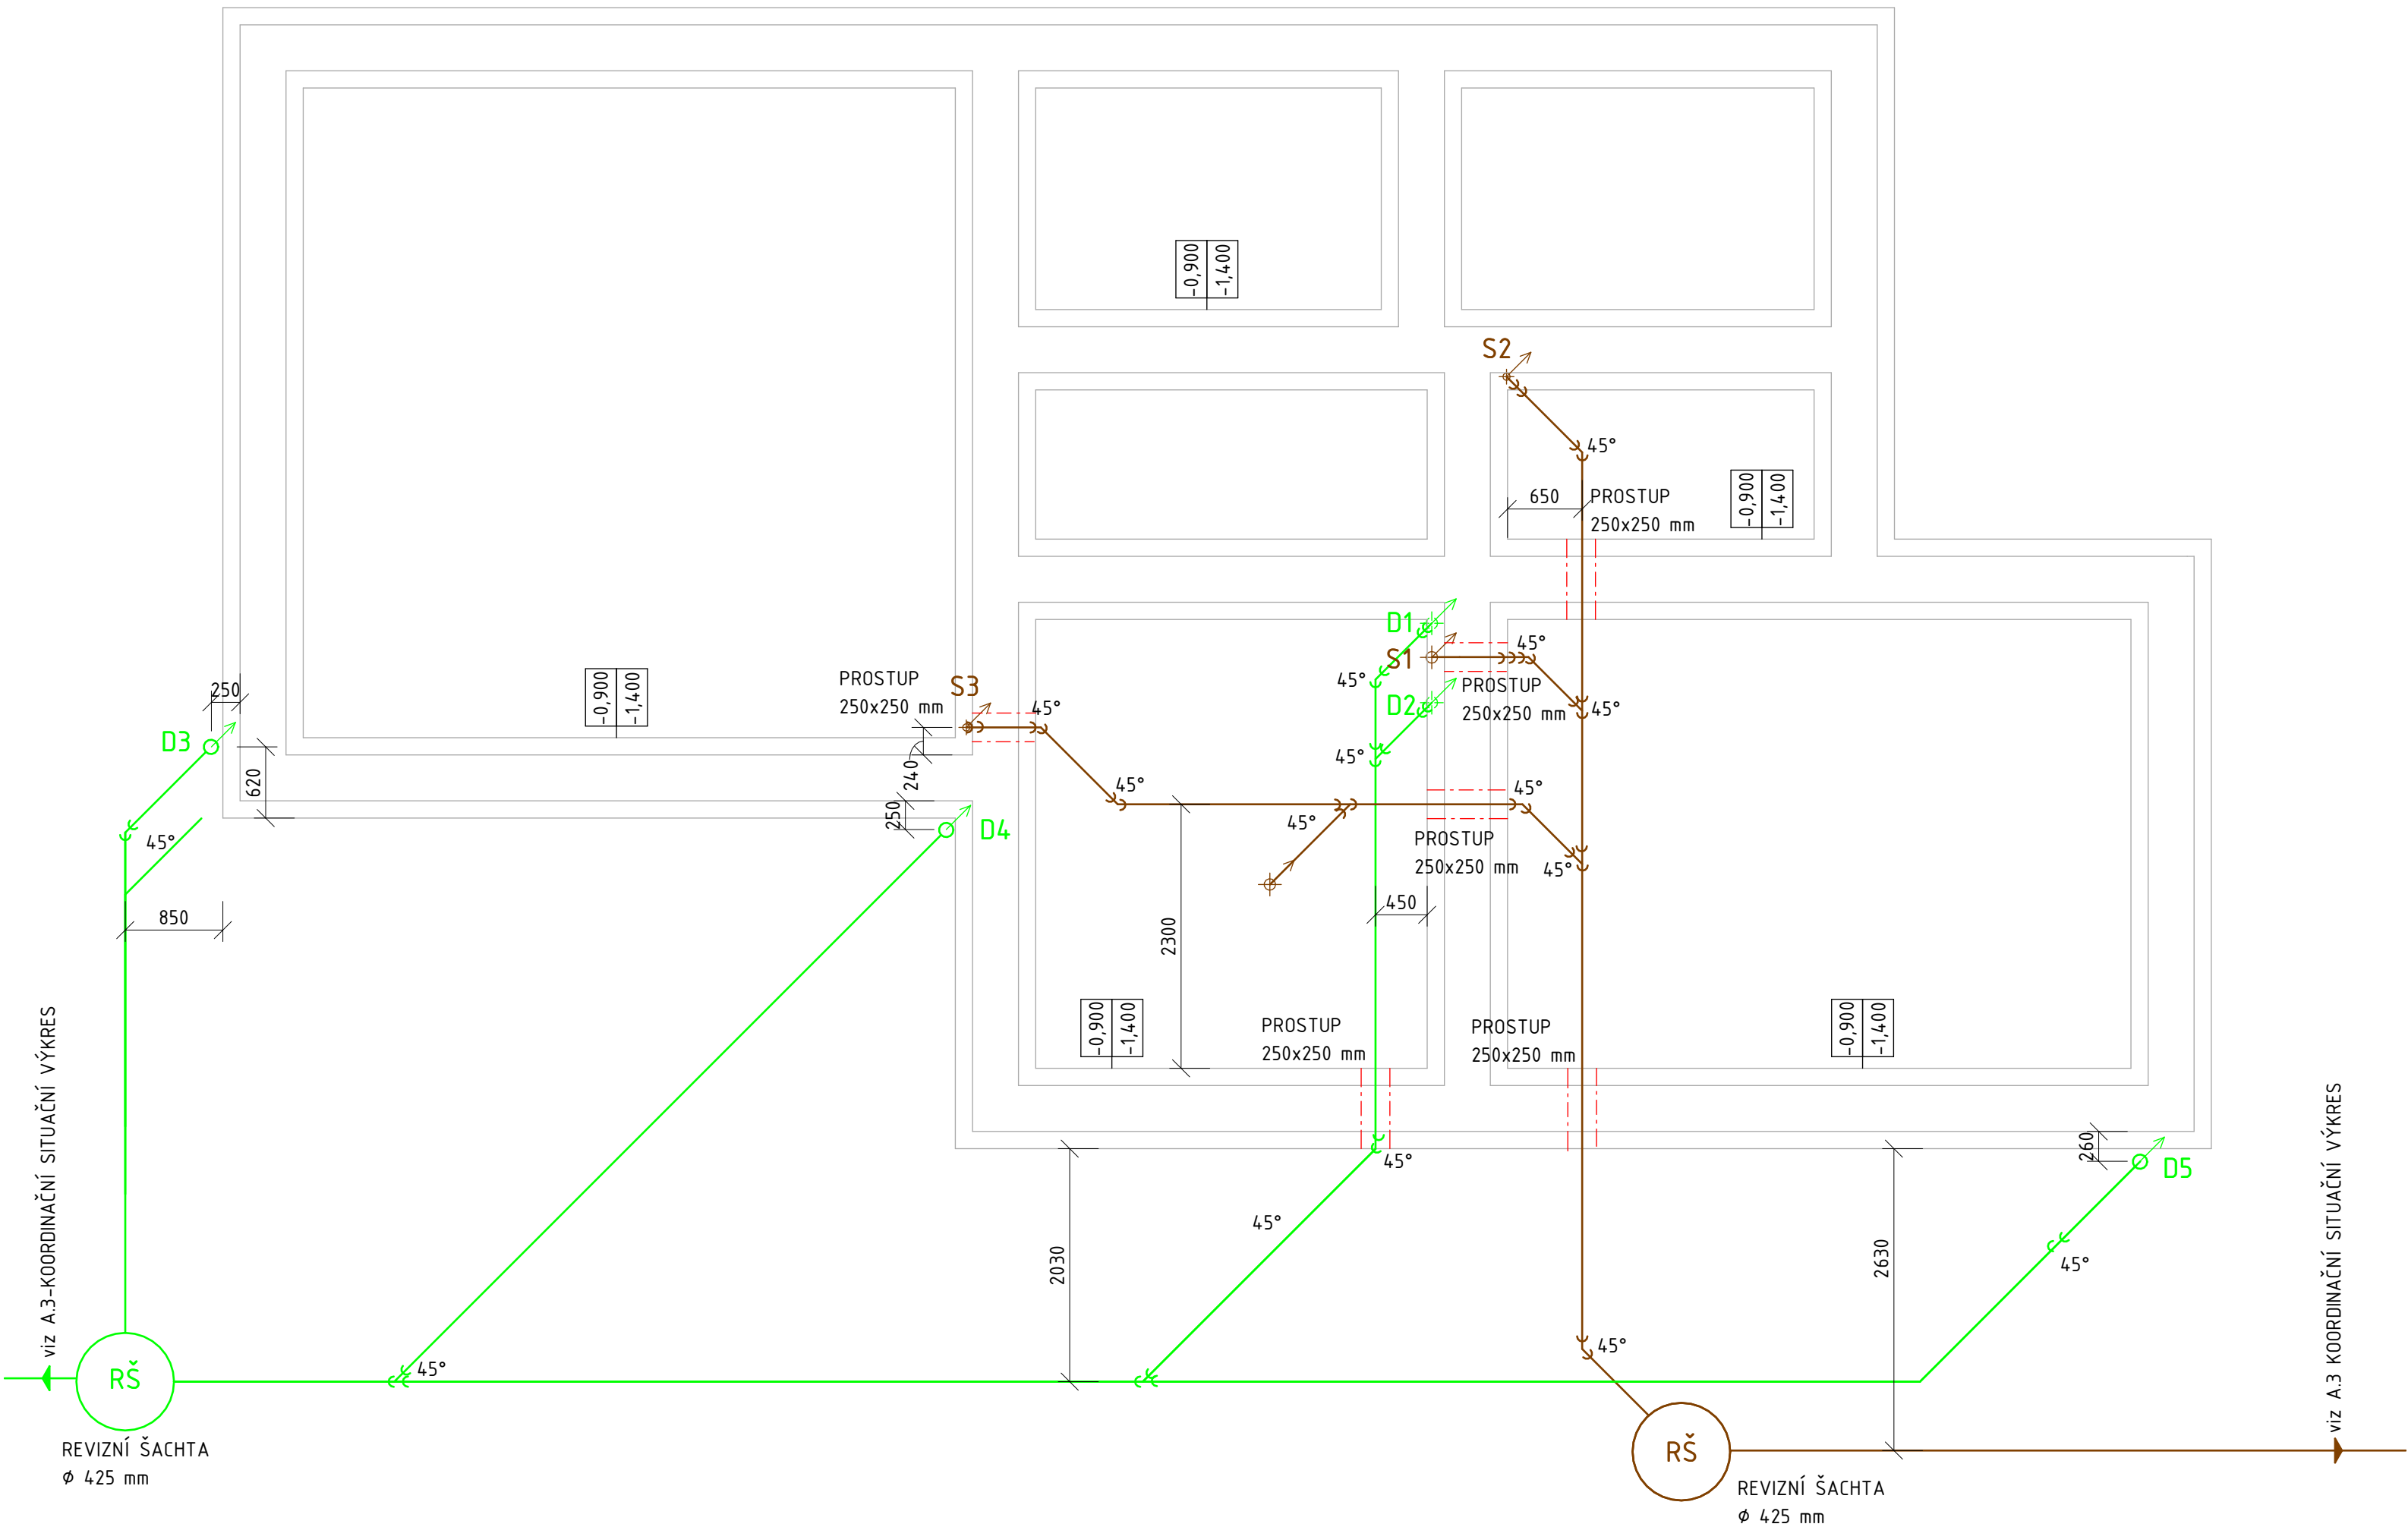 -0,900
-1,400
S2
45°
650
PROSTUP
250x250 mm
-0,900
-1,400
D1
45°
S1
45°
PROSTUP
250x250 mm
D2
45°
45°
250
-0,900
-1,400
PROSTUP
250x250 mm
S3
45°
D3
620
45°
240
250
D4
45°
45°
45°
PROSTUP
250x250 mm
45°
850
450
2300
-0,900
-1,400
PROSTUP
250x250 mm
PROSTUP
250x250 mm
-0,900
-1,400
45°
260
D5
45°
45°
2030
2630
viz A.3-KOORDINAČNÍ SITUAČNÍ VÝKRES
viz A.3 KOORDINAČNÍ SITUAČNÍ VÝKRES
RŠ
45°
45°
REVIZNÍ ŠACHTA
Ø 425 mm
RŠ
REVIZNÍ ŠACHTA
Ø 425 mm